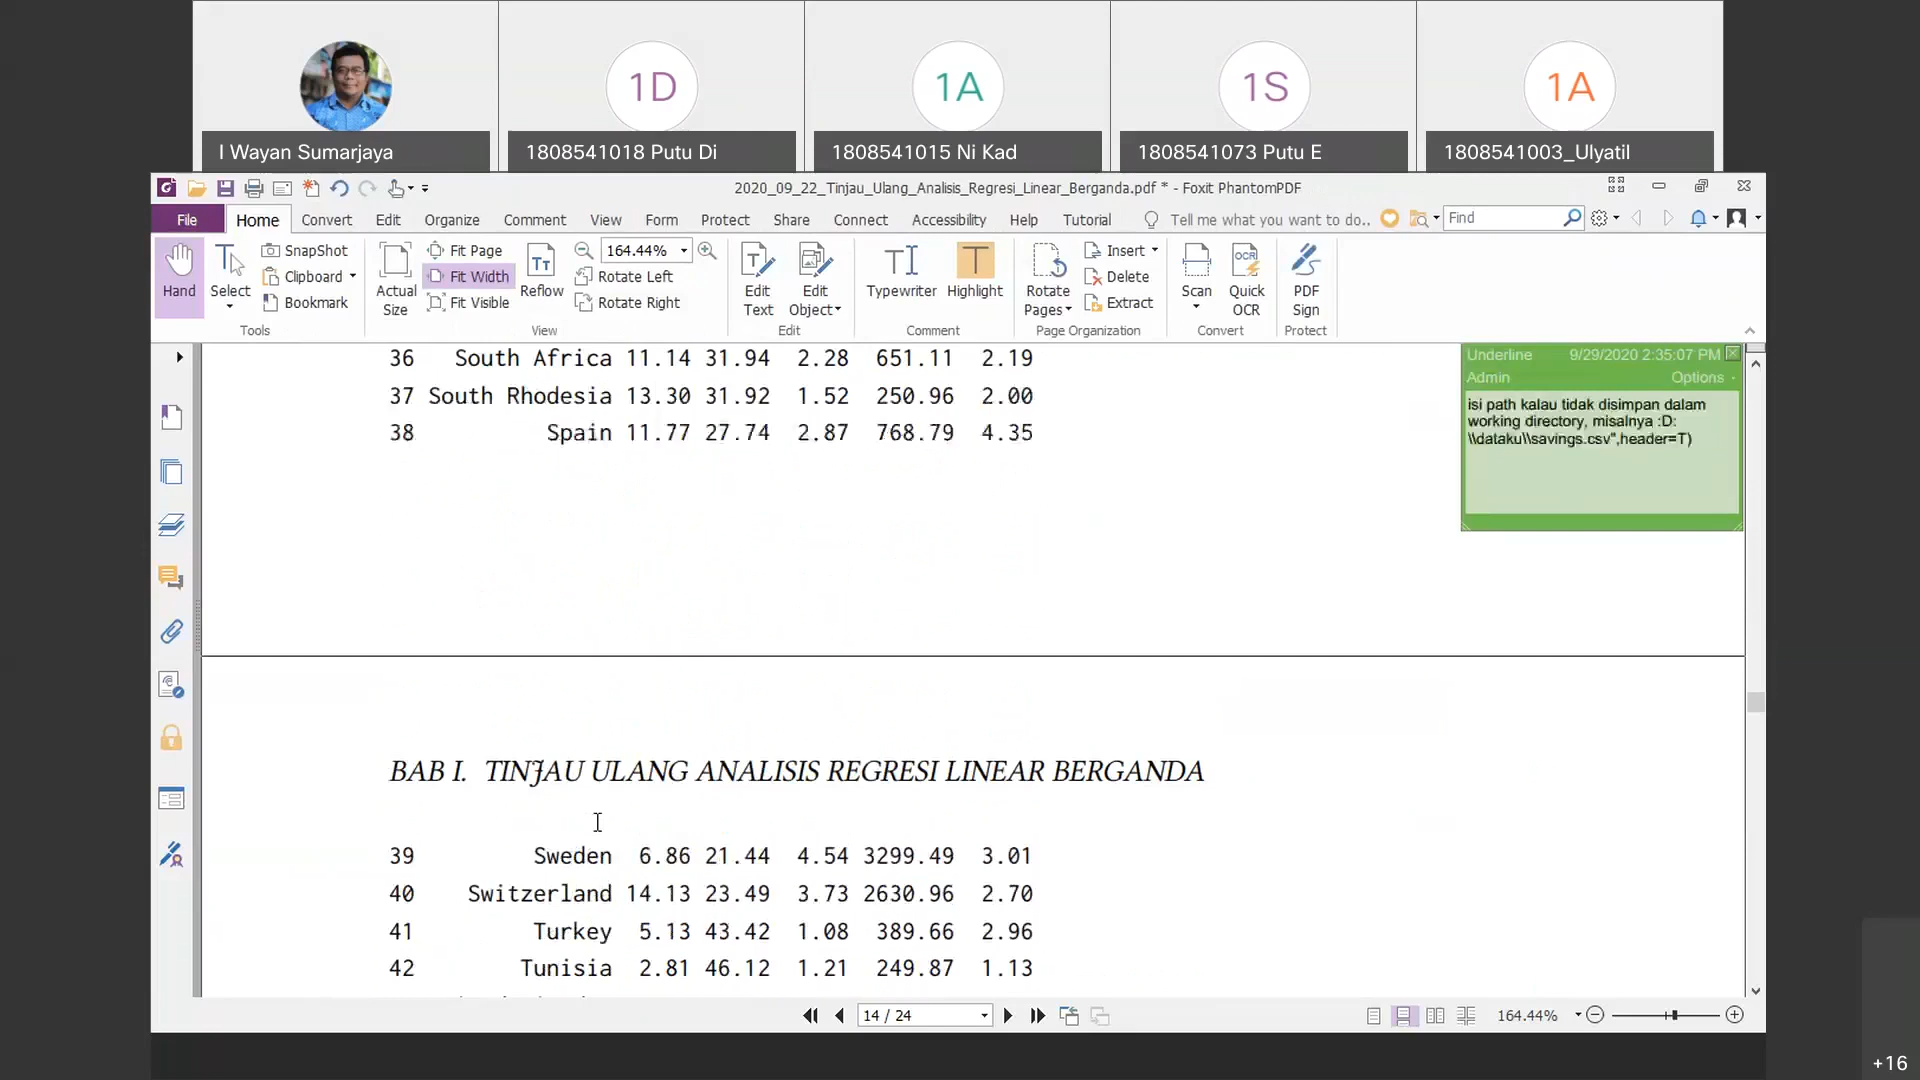 1D
1A
1S
1A
I Wayan Sumarjaya
1808541018 Putu Di
1808541015 Ni Kad
1808541073 Putu E
1808541003_Ulyatil
2020_09_22_Tinjau_Ulang_Analisis_Regresi_Linear_Berganda.pdf * - Foxit PhantomPDF
File Home Convert Edit Organize Comment View Form Protect Share Connect Accessibility Help Tutorial Tell me what you want to do.. Find
Hand
Select
SnapShot
Clipboard
Bookmark
Tools
Actual Size
Fit Page
Fit Width
Fit Visible
Reflow
164.44%
Rotate Left
Rotate Right
View
Edit Text
Edit Object
Edit
Typewriter
Highlight
Comment
Rotate Pages
Insert
Delete
Extract
Page Organization
Scan
Quick OCR
Convert
PDF Sign
Protect
36 South Africa 11.14 31.94 2.28 651.11 2.19
37 South Rhodesia 13.30 31.92 1.52 250.96 2.00
38 Spain 11.77 27.74 2.87 768.79 4.35
Underline 9/29/2020 2:35:07 PM
Admin Options
isi path kalau tidak disimpan dalam
working directory, misalnya :D:
\\dataku\\savings.csv",header=T)
BAB I. TINJAU ULANG ANALISIS REGRESI LINEAR BERGANDA
39 Sweden 6.86 21.44 4.54 3299.49 3.01
40 Switzerland 14.13 23.49 3.73 2630.96 2.70
41 Turkey 5.13 43.42 1.08 389.66 2.96
42 Tunisia 2.81 46.12 1.21 249.87 1.13
14 / 24
164.44%
+16